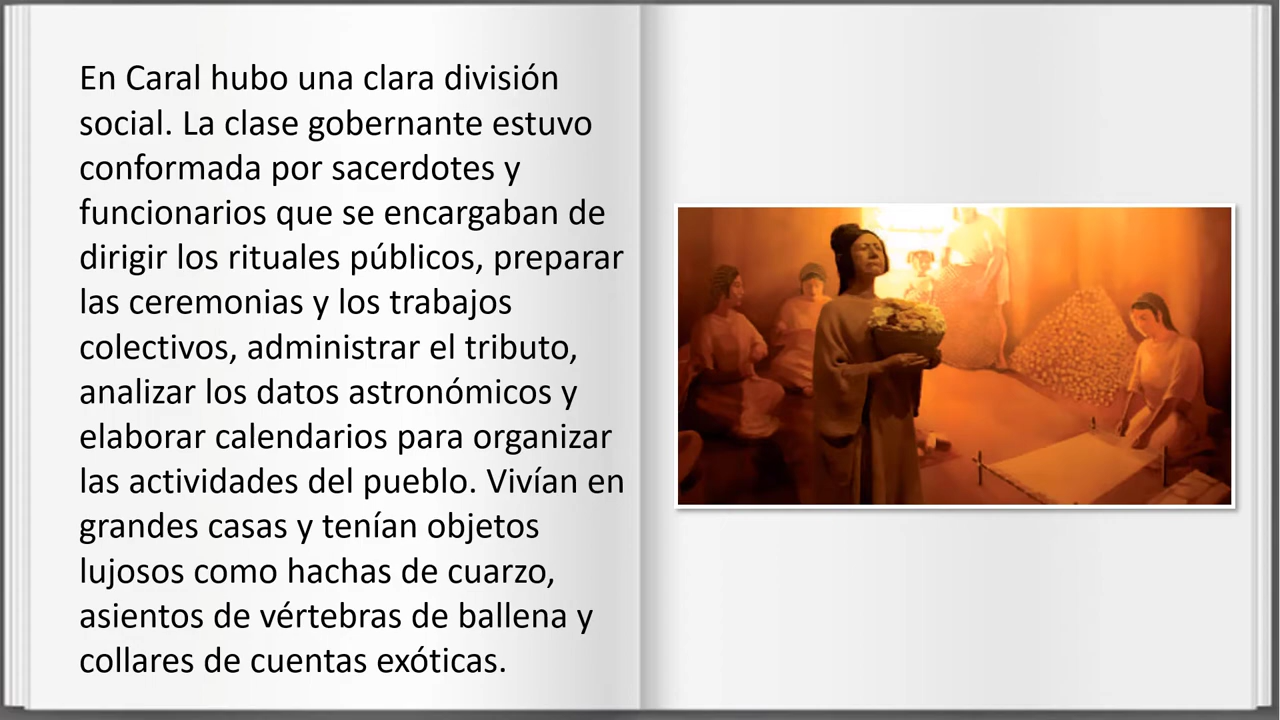 En Caral hubo una clara división
social. La clase gobernante estuvo
conformada por sacerdotes y
funcionarios que se encargaban de
dirigir los rituales públicos, preparar
las ceremonias y los trabajos
colectivos, administrar el tributo,
analizar los datos astronómicos y
elaborar calendarios para organizar
las actividades del pueblo. Vivían en
grandes casas y tenían objetos
lujosos como hachas de cuarzo,
asientos de vértebras de ballena y
collares de cuentas exóticas.